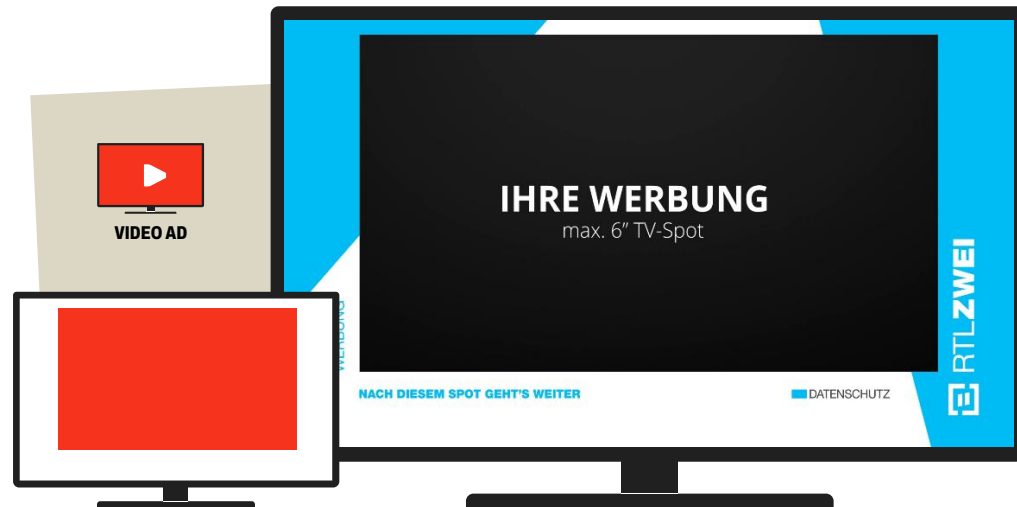 VIDEO AD
IHRE WERBUNG
max. 6” TV-Spot
WERBUNG
NACH DIESEM SPOT GEHT'S WEITER
DATENSCHUTZ
RTLZWEI